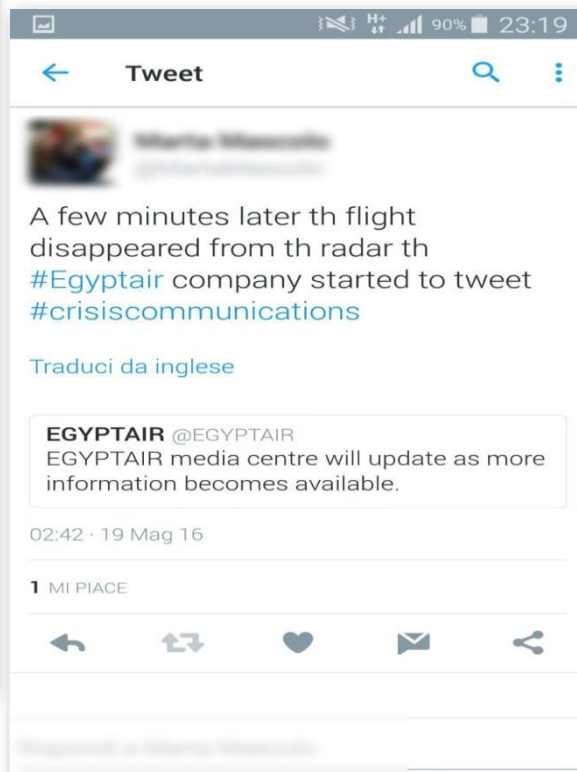 H+ 90% 23:19
Tweet
A few minutes later th flight
disappeared from th radar th
#Egyptair company started to tweet
#crisiscommunications
Traduci da inglese
EGYPTAIR @EGYPTAIR
EGYPTAIR media centre will update as more
information becomes available.
02:42 · 19 Mag 16
1 MI PIACE